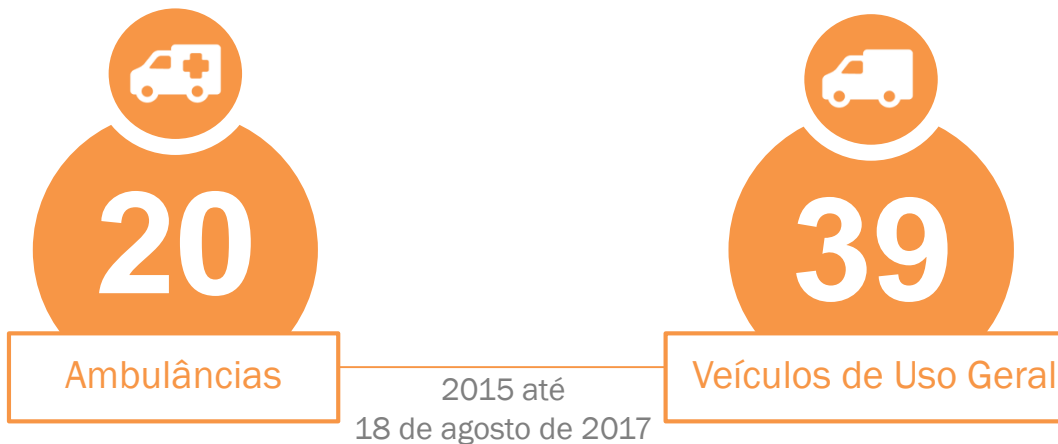 20
39
Ambulâncias
Veículos de Uso Geral
2015 até
18 de agosto de 2017